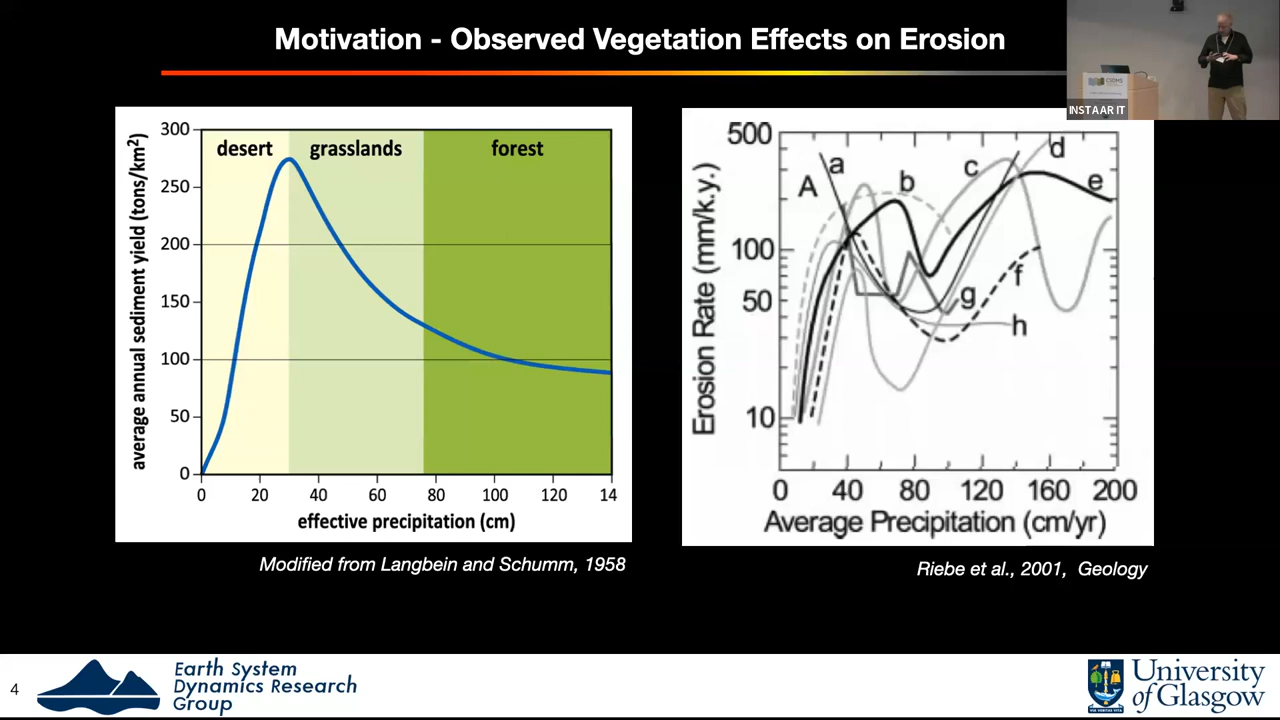 Motivation - Observed Vegetation Effects on Erosion
CSDMS
INSTAAR IT
average annual sediment yield (tons/km²)
300
250
200
150
100
50
0
desert
grasslands
forest
0 20 40 60 80 100 120 14
effective precipitation (cm)
Modified from Langbein and Schumm, 1958
Erosion Rate (mm/k.y.)
500
100
50
10
A
a
b
c
d
e
f
g
h
0 40 80 120 160 200
Average Precipitation (cm/yr)
Riebe et al., 2001, Geology
4
Earth System
Dynamics Research
Group
University
of Glasgow